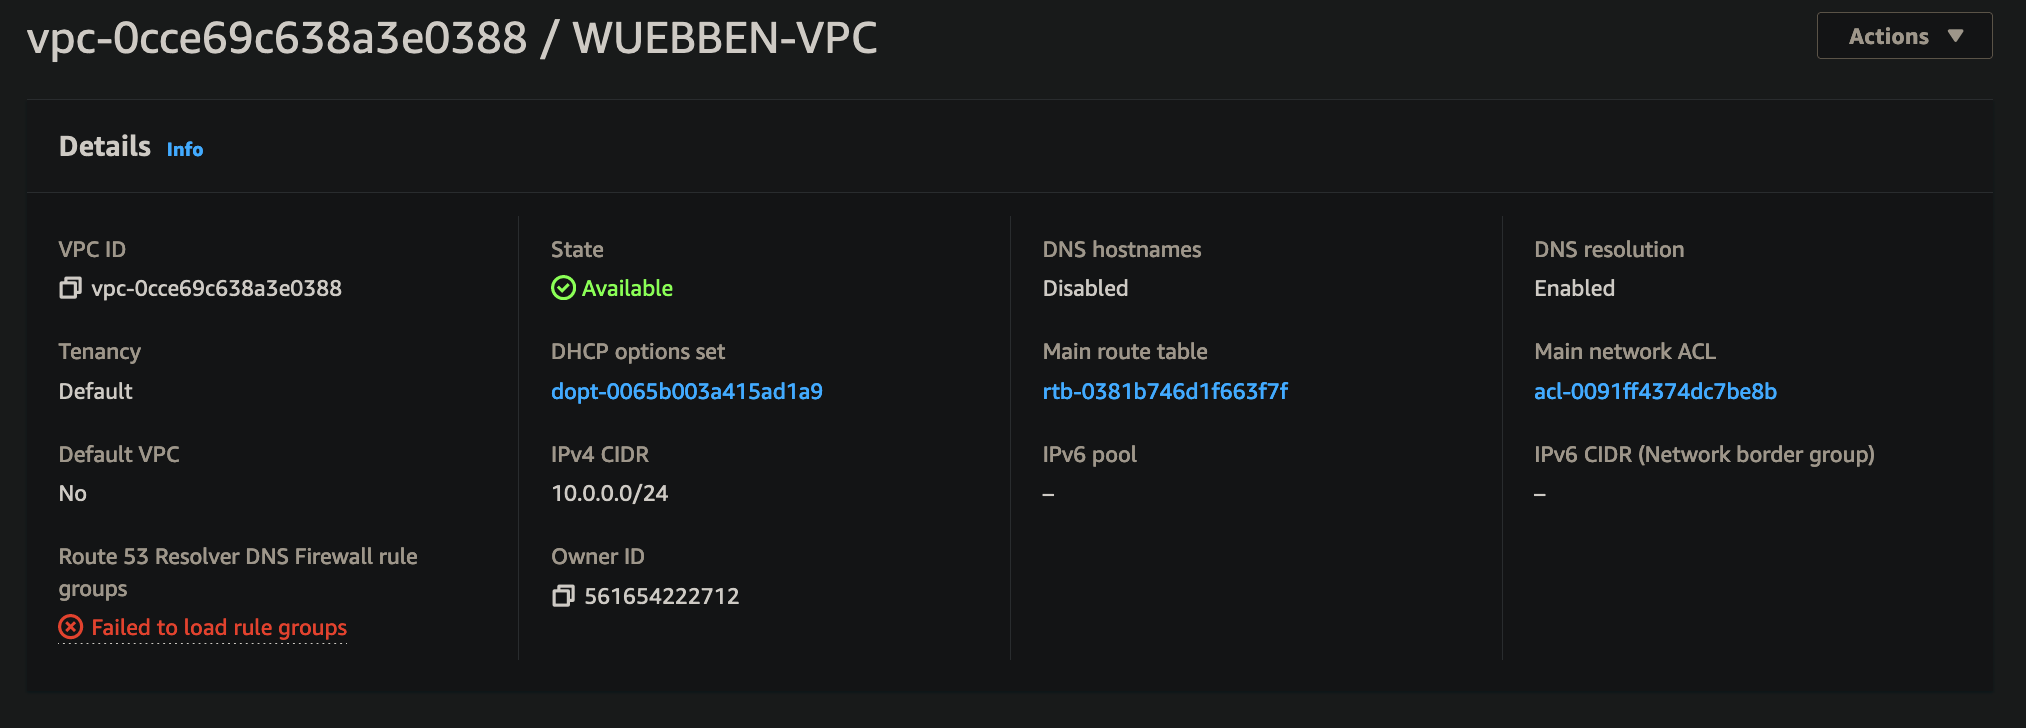 vpc-0cce69c638a3e0388 / WUEBBEN-VPC
Actions
Details Info
VPC ID
vpc-0cce69c638a3e0388
State
Available
DNS hostnames
Disabled
DNS resolution
Enabled
Tenancy
Default
DHCP options set
dopt-0065b003a415ad1a9
Main route table
rtb-0381b746d1f663f7f
Main network ACL
acl-0091ff4374dc7be8b
Default VPC
No
IPv4 CIDR
10.0.0.0/24
IPv6 pool
–
IPv6 CIDR (Network border group)
–
Route 53 Resolver DNS Firewall rule
groups
Failed to load rule groups
Owner ID
561654222712